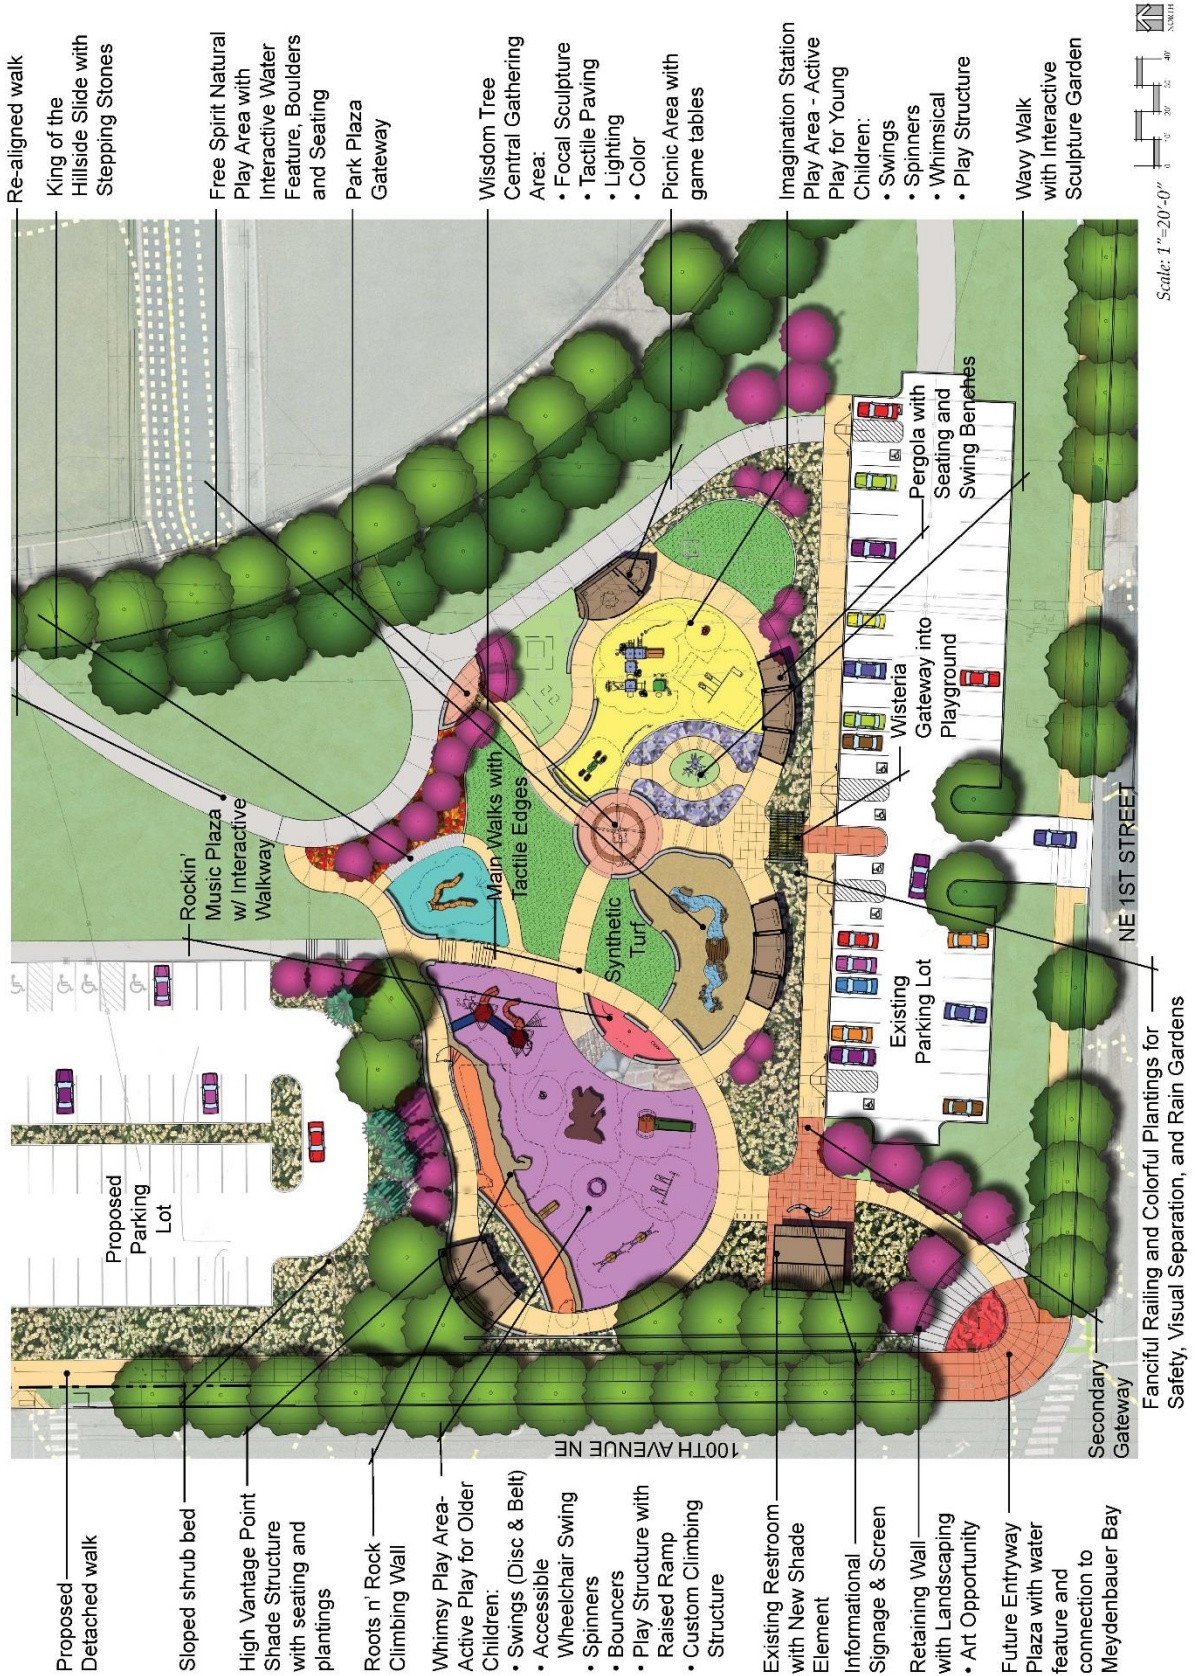 Re-aligned walk
King of the
Hillside Slide with
Stepping Stones
Free Spirit Natural
Play Area with
Interactive Water
Feature, Boulders
and Seating
Park Plaza
Gateway
Wisdom Tree
Central Gathering
Area:
• Focal Sculpture
• Tactile Paving
• Lighting
• Color
Picnic Area with
game tables
Imagination Station
Play Area - Active
Play for Young
Children:
• Swings
• Spinners
• Whimsical
• Play Structure
Wavy Walk
with Interactive
Sculpture Garden
Rockin'
Music Plaza
w/ Interactive
Walkway
Main Walks with
Tactile Edges
Synthetic
Turf
Wisteria
Gateway into
Playground
Pergola with
Seating and
Swing Benches
Proposed
Parking
Lot
Existing
Parking Lot
NE 1ST STREET
100TH AVENUE NE
Proposed
Detached walk
Sloped shrub bed
High Vantage Point
Shade Structure
with seating and
plantings
Roots n' Rock
Climbing Wall
Whimsy Play Area-
Active Play for Older
Children:
• Swings (Disc & Belt)
• Accessible
Wheelchair Swing
• Spinners
• Bouncers
• Play Structure with
Raised Ramp
• Custom Climbing
Structure
Existing Restroom
with New Shade
Element
Informational
Signage & Screen
Retaining Wall
with Landscaping
• Art Opportunity
Future Entryway
Plaza with water
feature and
connection to
Meydenbauer Bay
Secondary
Gateway
Fanciful Railing and Colorful Plantings for
Safety, Visual Separation, and Rain Gardens
Scale: 1"=20'-0"
0 10' 20' 30 40'
NORTH